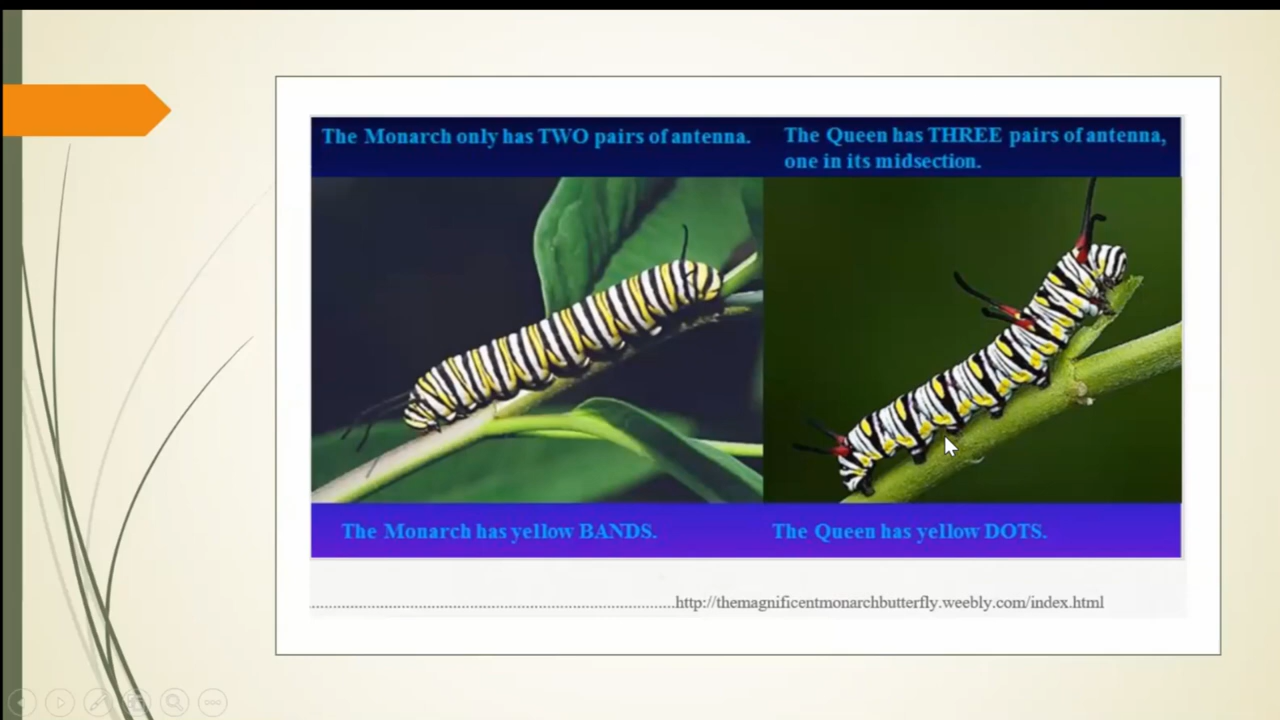 The Monarch only has TWO pairs of antenna.
The Queen has THREE pairs of antenna,
one in its midsection.
The Monarch has yellow BANDS.
The Queen has yellow DOTS.
................................................................................................http://themagnificentmonarchbutterfly.weebly.com/index.html